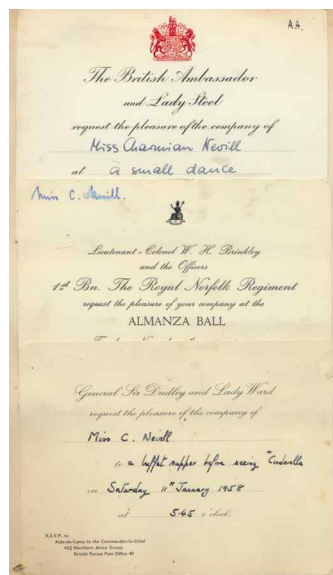 AA.
The British Ambassador
and Lady Steel
request the pleasure of the company of
Miss Charmian Nevill
at a small dance
Miss C. Nevill.
Lieutenant-Colonel W. H. Brinkley
and the Officers
1st Bn. The Royal Norfolk Regiment
request the pleasure of your company at the
ALMANZA BALL
General Sir Dudley and Lady Ward
request the pleasure of the company of
Miss C. Nevill
to a buffet supper before seeing "Cinderella
on Saturday 11th January 1958
at 5.45 o'clock.
R.S.V.P. to
Aide-de-Camp to the Commander-in-Chief
HQ Northern Army Group
British Forces Post Office 40